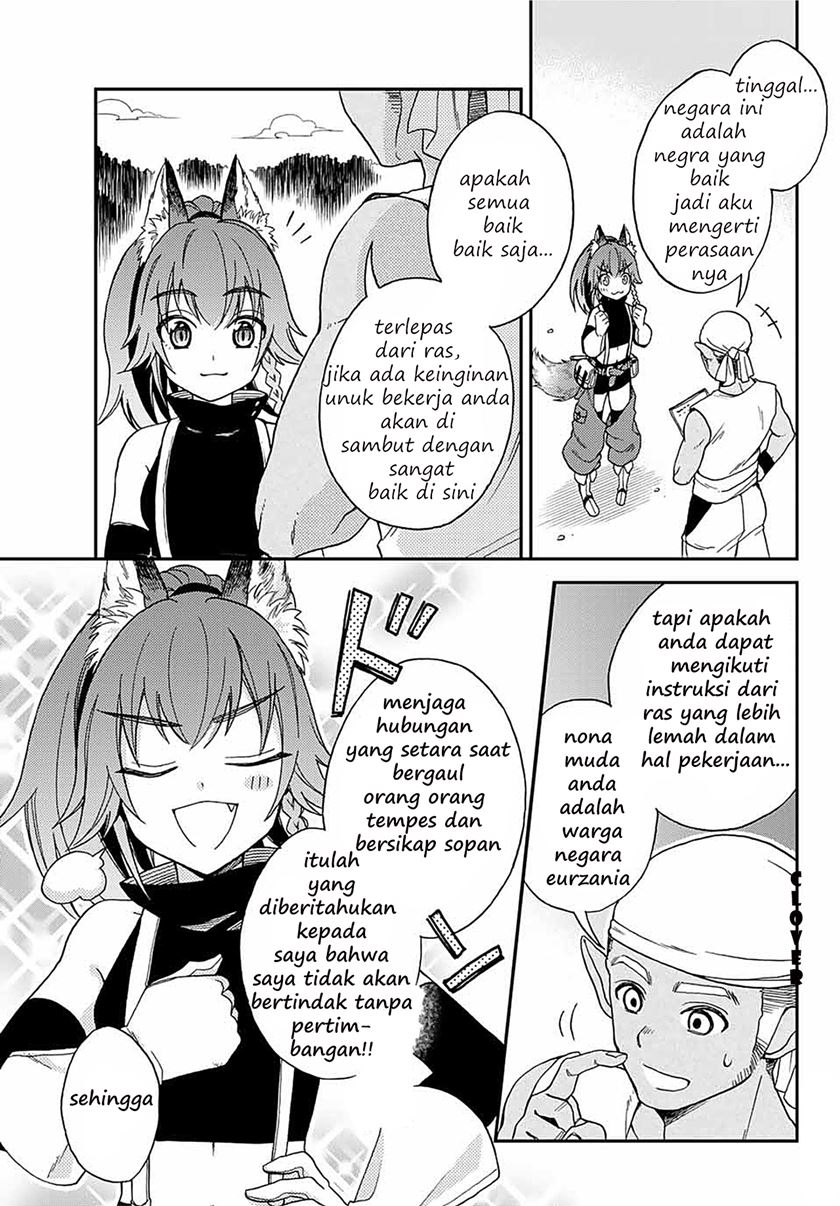 tinggal...
negara ini
adalah
negra yang
baik
jadi aku
mengerti
perasaan
nya
apakah
semua
baik
baik saja...
terlepas
dari ras,
jika ada keinginan
unuk bekerja anda
akan di
sambut dengan
sangat
baik di sini
tapi apakah
anda dapat
mengikuti
instruksi dari
ras yang lebih
lemah dalam
hal pekerjaan...
nona
muda
anda
adalah
warga
negara
eurzania
CLOVER
ドドン
menjaga
hubungan
yang setara saat
bergaul
orang orang
tempes dan
bersikap sopan
itulah
yang
diberitahukan
kepada
saya bahwa
saya tidak akan
bertindak tanpa
pertim-
bangan!!
sehingga